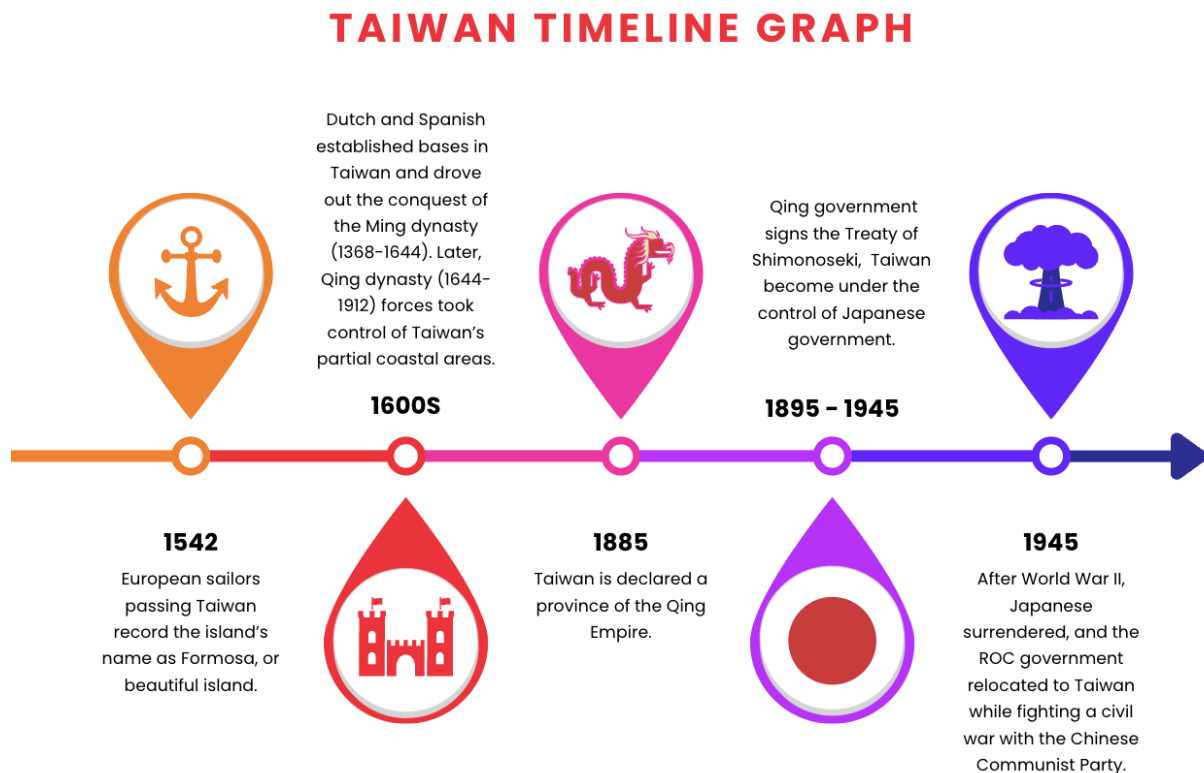 TAIWAN TIMELINE GRAPH
1542
European sailors
passing Taiwan
record the island's
name as Formosa, or
beautiful island.
Dutch and Spanish
established bases in
Taiwan and drove
out the conquest of
the Ming dynasty
(1368-1644). Later,
Qing dynasty (1644-
1912) forces took
control of Taiwan's
partial coastal areas.
1600S
1885
Taiwan is declared a
province of the Qing
Empire.
Qing government
signs the Treaty of
Shimonoseki, Taiwan
become under the
control of Japanese
government.
1895 - 1945
1945
After World War II,
Japanese
surrendered, and the
ROC government
relocated to Taiwan
while fighting a civil
war with the Chinese
Communist Party.